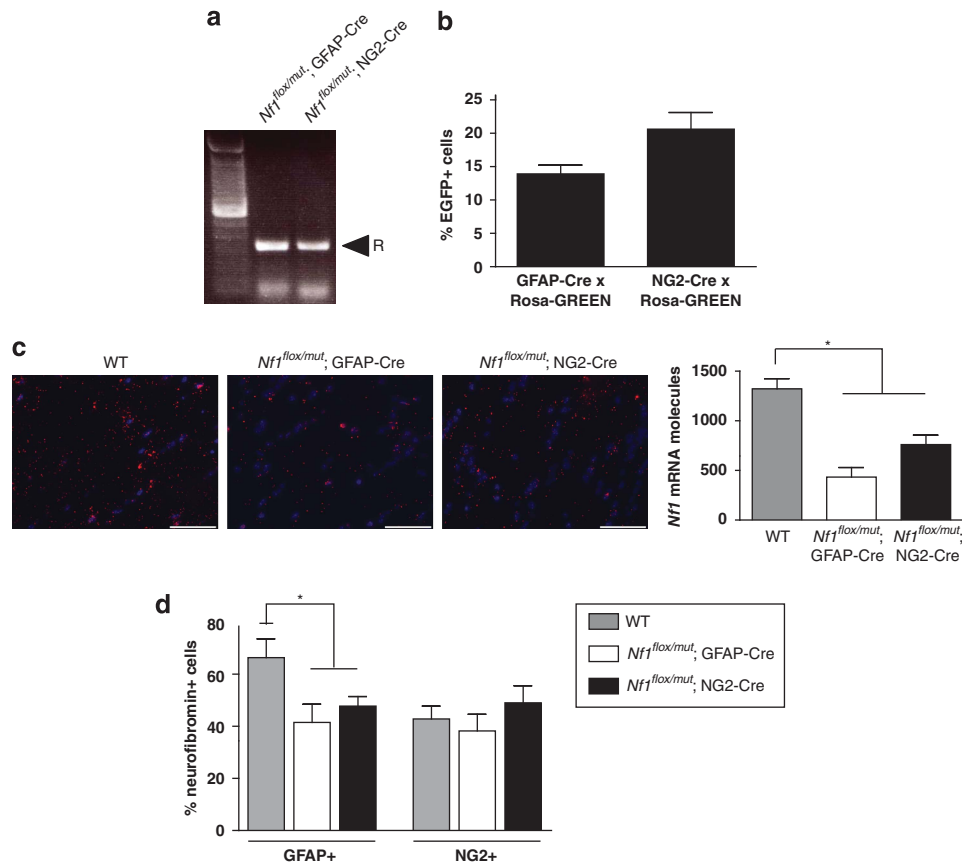 a
Nf1flox/mut; GFAP-Cre
Nf1flox/mut; NG2-Cre
R
b
% EGFP+ cells
25
20
15
10
5
0
GFAP-Cre x
Rosa-GREEN
NG2-Cre x
Rosa-GREEN
c
WT
Nf1flox/mut; GFAP-Cre
Nf1flox/mut; NG2-Cre
Nf1 mRNA molecules
*
1500
1000
500
0
WT
Nf1flox/mut;
GFAP-Cre
Nf1flox/mut;
NG2-Cre
d
% neurofibromin+ cells
*
80
60
40
20
0
GFAP+
NG2+
WT
Nf1flox/mut; GFAP-Cre
Nf1flox/mut; NG2-Cre